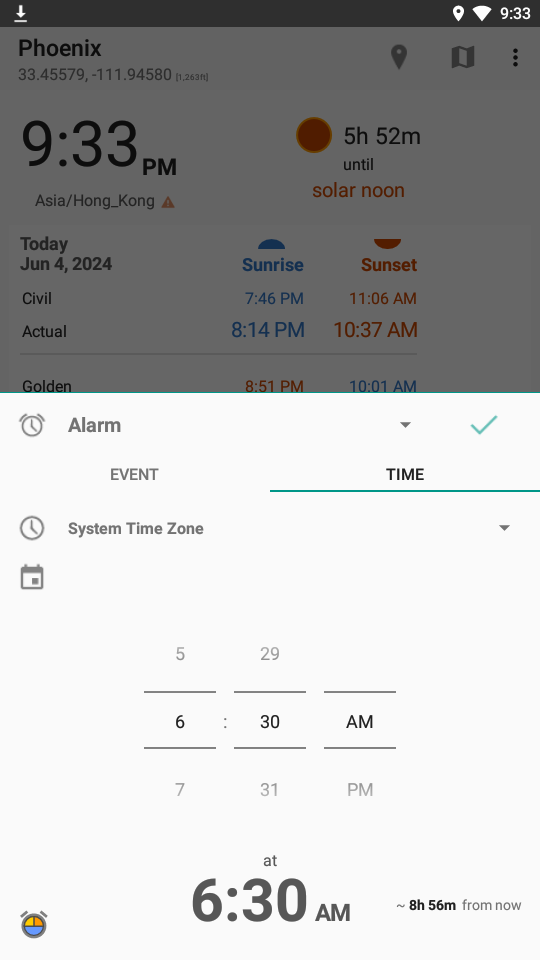 9:33
Phoenix
33.45579, -111.94580 [1,263ft]
9:33 PM
5h 52m
until
solar noon
Asia/Hong_Kong
Today
Jun 4, 2024
Sunrise
Sunset
Civil 7:46 PM 11:06 AM
Actual 8:14 PM 10:37 AM
Golden 8:51 PM 10:01 AM
Alarm
EVENT TIME
System Time Zone
5 29
6 : 30 AM
7 31 PM
at
6:30 AM
~ 8h 56m from now